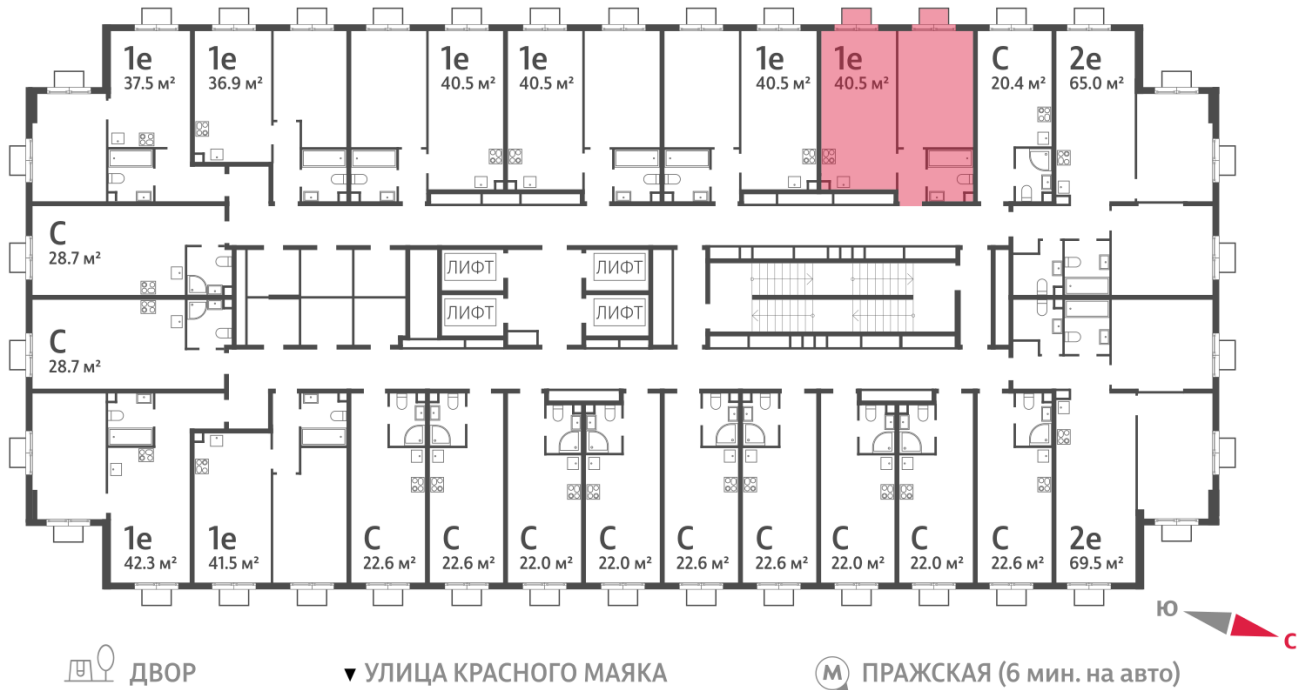 1е
37.5 м²
1е
36.9 м²
1е
40.5 м²
1е
40.5 м²
1е
40.5 м²
1е
40.5 м²
С
20.4 м²
2е
65.0 м²
С
28.7 м²
ЛИФТ
ЛИФТ
ЛИФТ
ЛИФТ
С
28.7 м²
1е
42.3 м²
1е
41.5 м²
С
22.6 м²
С
22.6 м²
С
22.0 м²
С
22.0 м²
С
22.6 м²
С
22.6 м²
С
22.0 м²
С
22.0 м²
С
22.6 м²
2е
69.5 м²
Ю
С
ДВОР
УЛИЦА КРАСНОГО МАЯКА
М ПРАЖСКАЯ (6 мин. на авто)